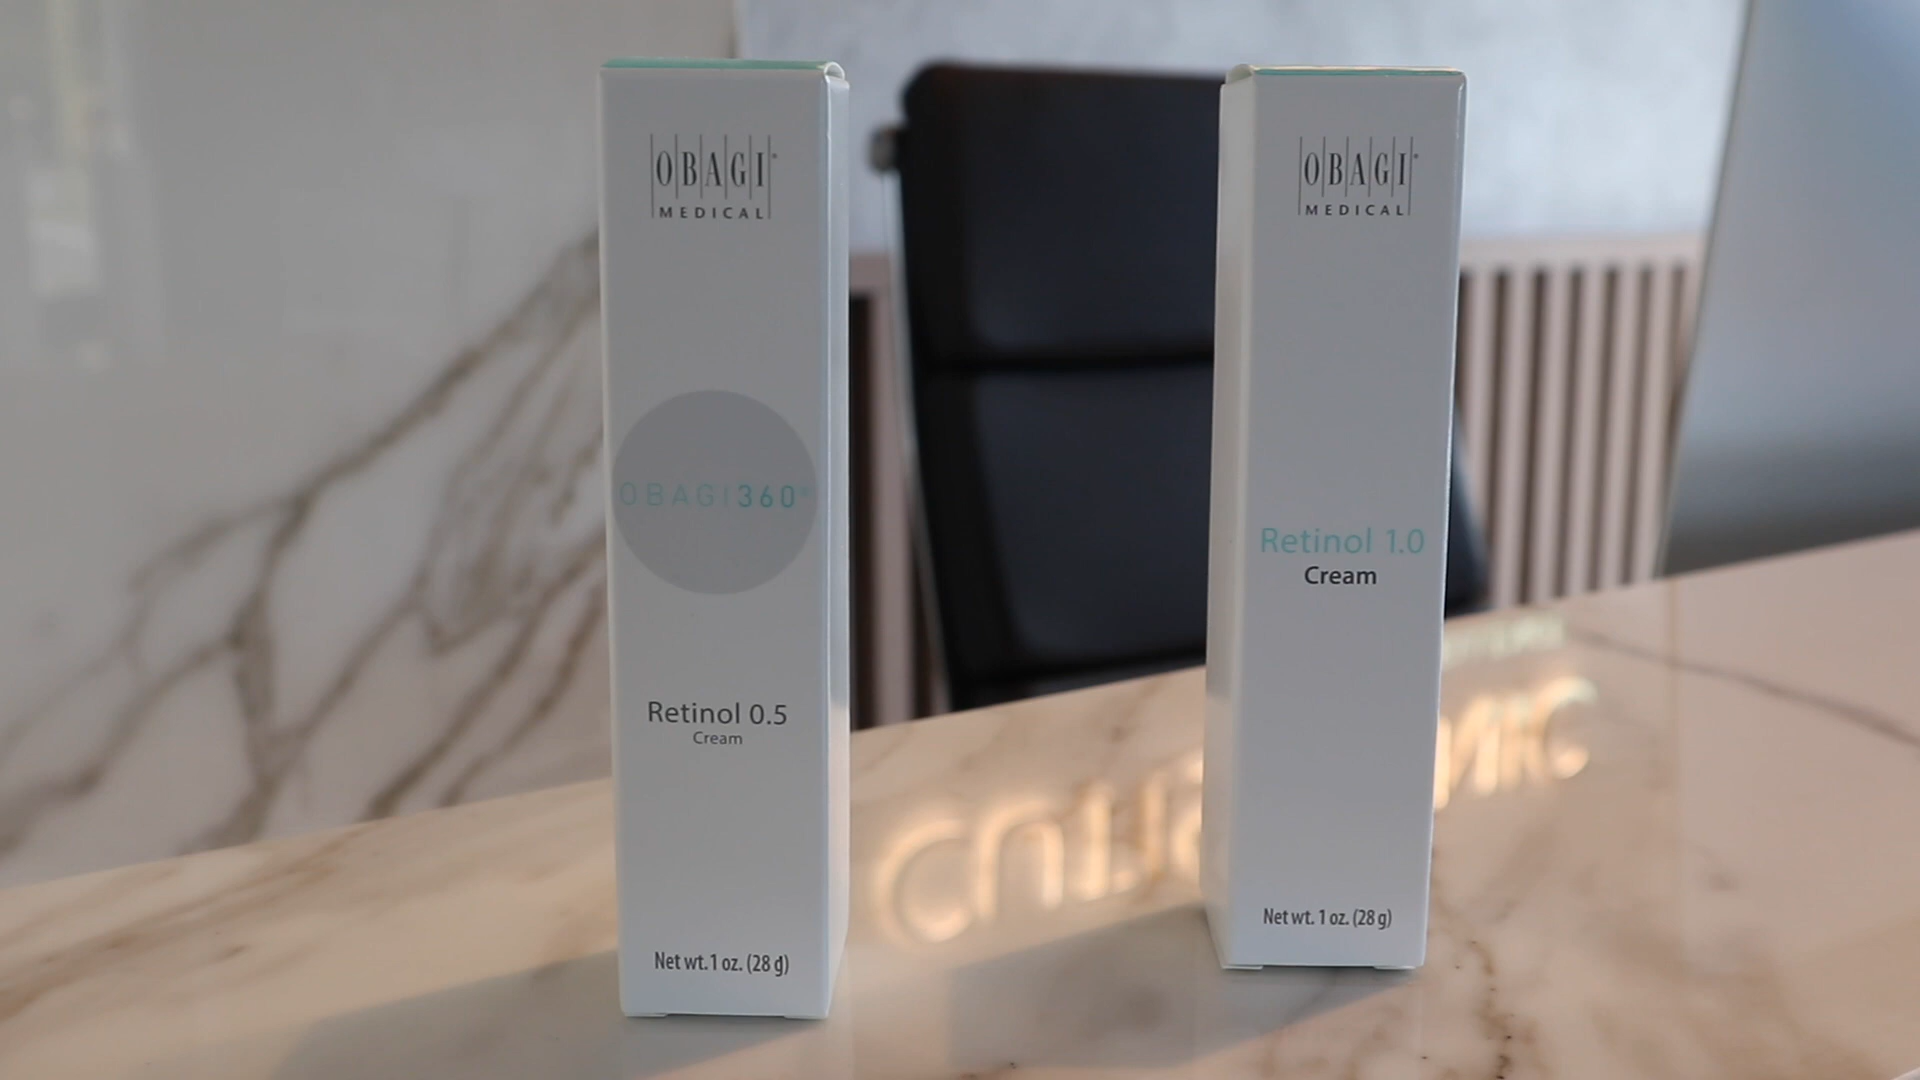 OBAGI®
MEDICAL
OBAGI360®
Retinol 0.5
Cream
Net wt. 1 oz. (28 g)
OBAGI®
MEDICAL
Retinol 1.0
Cream
Net wt. 1 oz. (28 g)